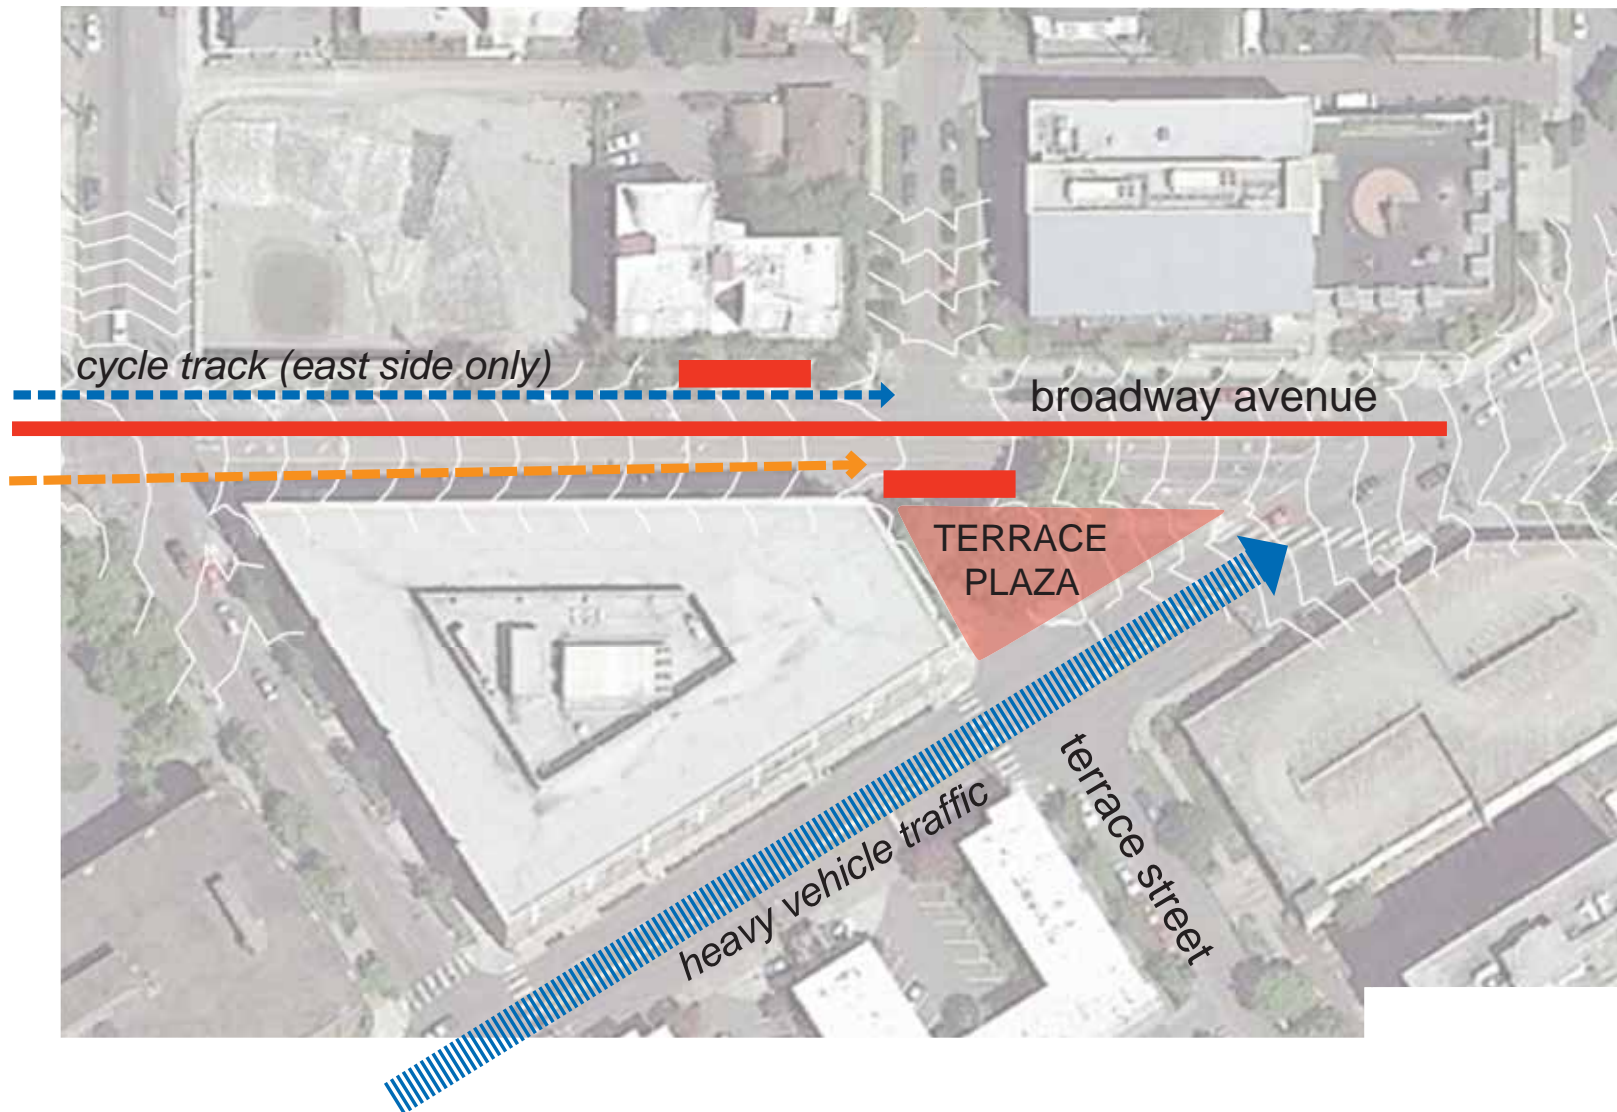 cycle track (east side only)
broadway avenue
TERRACE
PLAZA
heavy vehicle traffic
terrace street